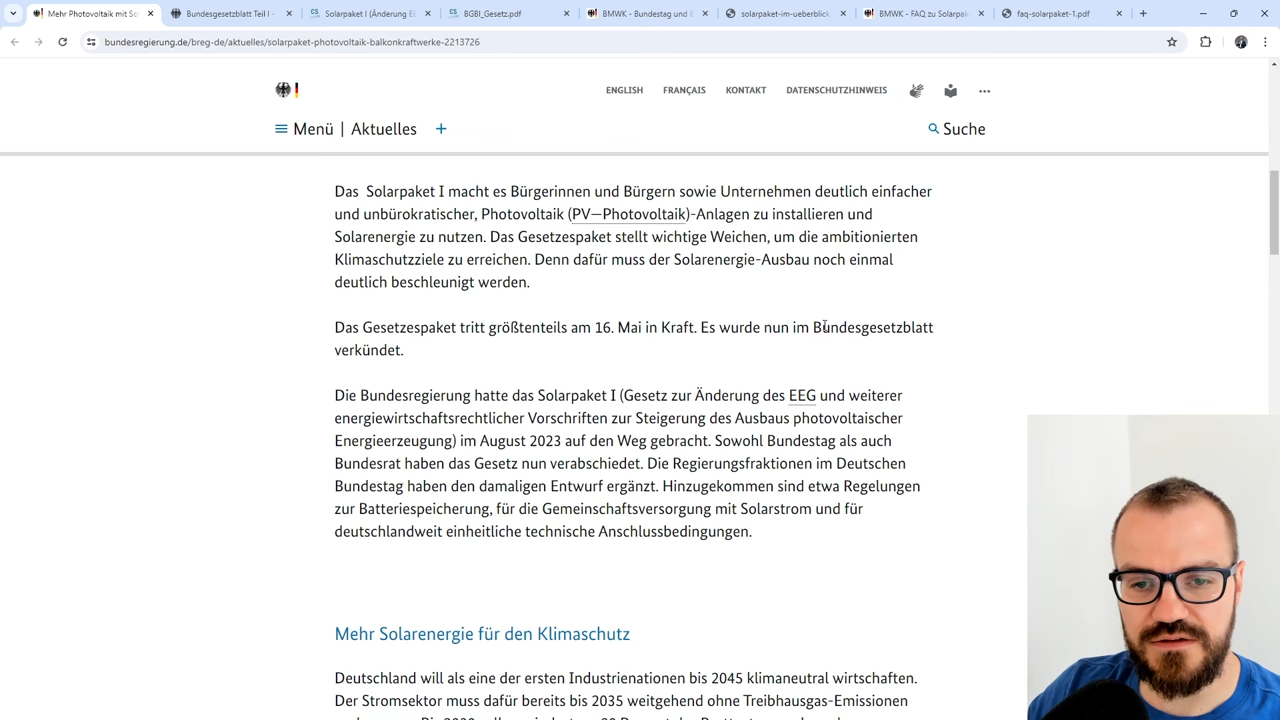 Mehr Photovoltaik mit So
Bundesgesetzblatt Teil I -
Solarpaket I (Änderung EE
BGBl_Gesetz.pdf
BMWK - Bundestag und B
solarpaket-im-ueberblick
BMWK - FAQ zu Solarpak
faq-solarpaket-1.pdf
bundesregierung.de/breg-de/aktuelles/solarpaket-photovoltaik-balkonkraftwerke-2213726
ENGLISH FRANÇAIS KONTAKT DATENSCHUTZHINWEIS
Menü | Aktuelles
Suche
Das Solarpaket I macht es Bürgerinnen und Bürgern sowie Unternehmen deutlich einfacher
und unbürokratischer, Photovoltaik (PV–Photovoltaik)-Anlagen zu installieren und
Solarenergie zu nutzen. Das Gesetzespaket stellt wichtige Weichen, um die ambitionierten
Klimaschutzziele zu erreichen. Denn dafür muss der Solarenergie-Ausbau noch einmal
deutlich beschleunigt werden.
Das Gesetzespaket tritt größtenteils am 16. Mai in Kraft. Es wurde nun im Bundesgesetzblatt
verkündet.
Die Bundesregierung hatte das Solarpaket I (Gesetz zur Änderung des EEG und weiterer
energiewirtschaftsrechtlicher Vorschriften zur Steigerung des Ausbaus photovoltaischer
Energieerzeugung) im August 2023 auf den Weg gebracht. Sowohl Bundestag als auch
Bundesrat haben das Gesetz nun verabschiedet. Die Regierungsfraktionen im Deutschen
Bundestag haben den damaligen Entwurf ergänzt. Hinzugekommen sind etwa Regelungen
zur Batteriespeicherung, für die Gemeinschaftsversorgung mit Solarstrom und für
deutschlandweit einheitliche technische Anschlussbedingungen.
Mehr Solarenergie für den Klimaschutz
Deutschland will als eine der ersten Industrienationen bis 2045 klimaneutral wirtschaften.
Der Stromsektor muss dafür bereits bis 2035 weitgehend ohne Treibhausgas-Emissionen